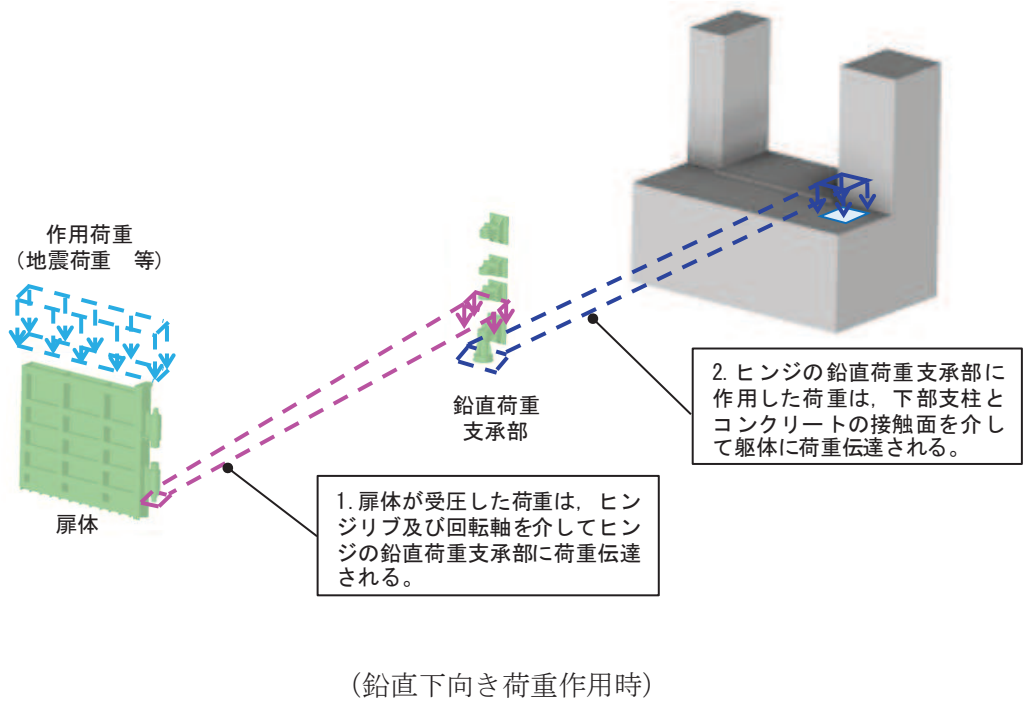 作用荷重
（地震荷重　等）
扉体
鉛直荷重
支承部
1.扉体が受圧した荷重は，ヒン
ジリブ及び回転軸を介してヒン
ジの鉛直荷重支承部に荷重伝達
される。
2.ヒンジの鉛直荷重支承部に
作用した荷重は，下部支柱と
コンクリートの接触面を介し
て躯体に荷重伝達される。
（鉛直下向き荷重作用時）